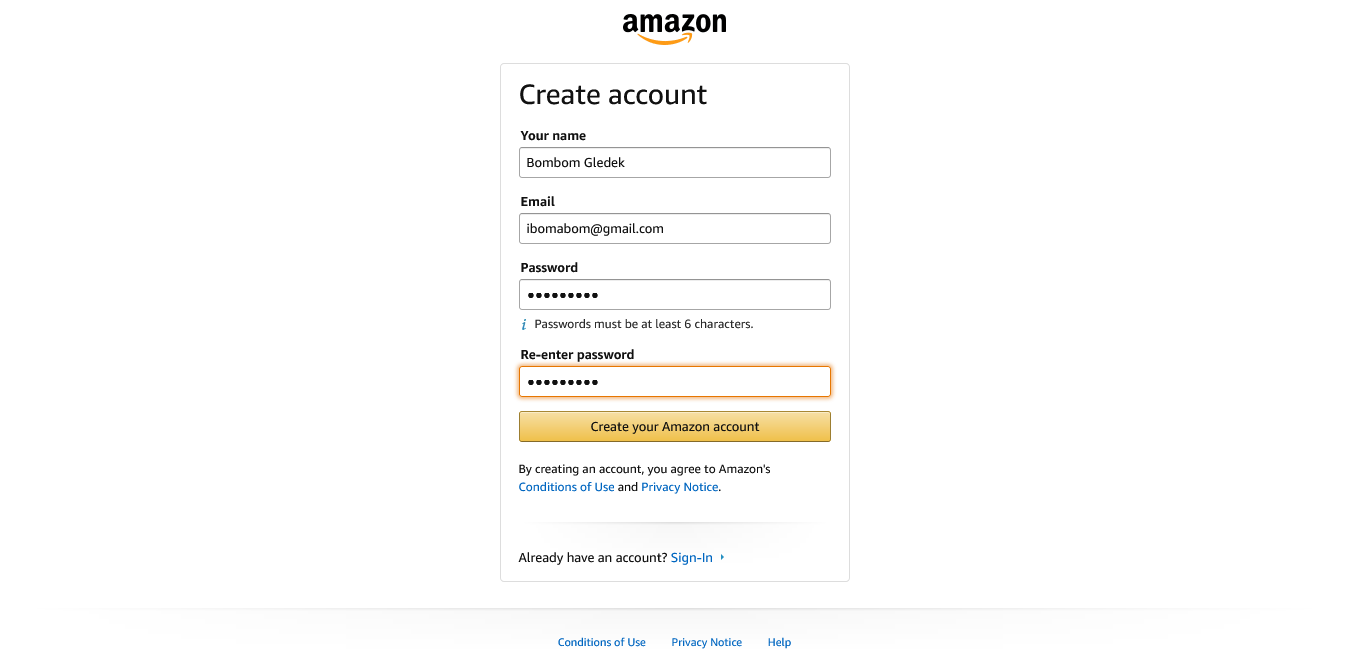 amazon
Create account
Your name
Bombom Gledek
Email
ibomabom@gmail.com
Password
•••••••••
i Passwords must be at least 6 characters.
Re-enter password
•••••••••
Create your Amazon account
By creating an account, you agree to Amazon's
Conditions of Use and Privacy Notice.
Already have an account? Sign-In
Conditions of Use Privacy Notice Help